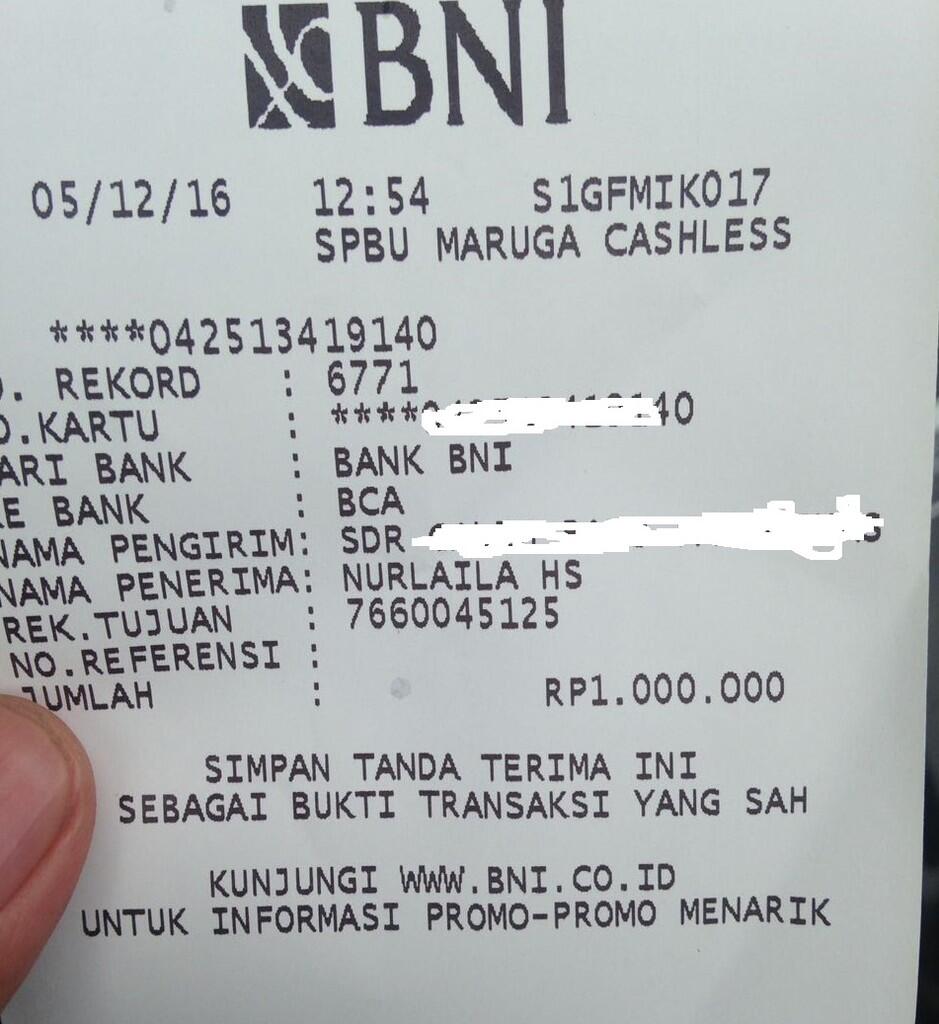 BNI
05/12/16 12:54 S1GFMIK017
SPBU MARUGA CASHLESS
****042513419140
. REKORD : 6771
O.KARTU : **** 40
ARI BANK : BANK BNI
E BANK : BCA
NAMA PENGIRIM: SDR
NAMA PENERIMA: NURLAILA HS
REK.TUJUAN : 7660045125
NO.REFERENSI :
JUMLAH : RP1.000.000
SIMPAN TANDA TERIMA INI
SEBAGAI BUKTI TRANSAKSI YANG SAH
KUNJUNGI WWW.BNI.CO.ID
UNTUK INFORMASI PROMO-PROMO MENARIK